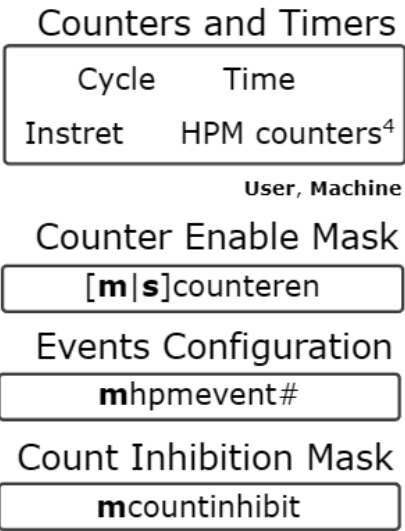 Counters and Timers
Cycle Time
Instret HPM counters⁴
User, Machine
Counter Enable Mask
[m|s]counteren
Events Configuration
mhpmevent#
Count Inhibition Mask
mcountinhibit